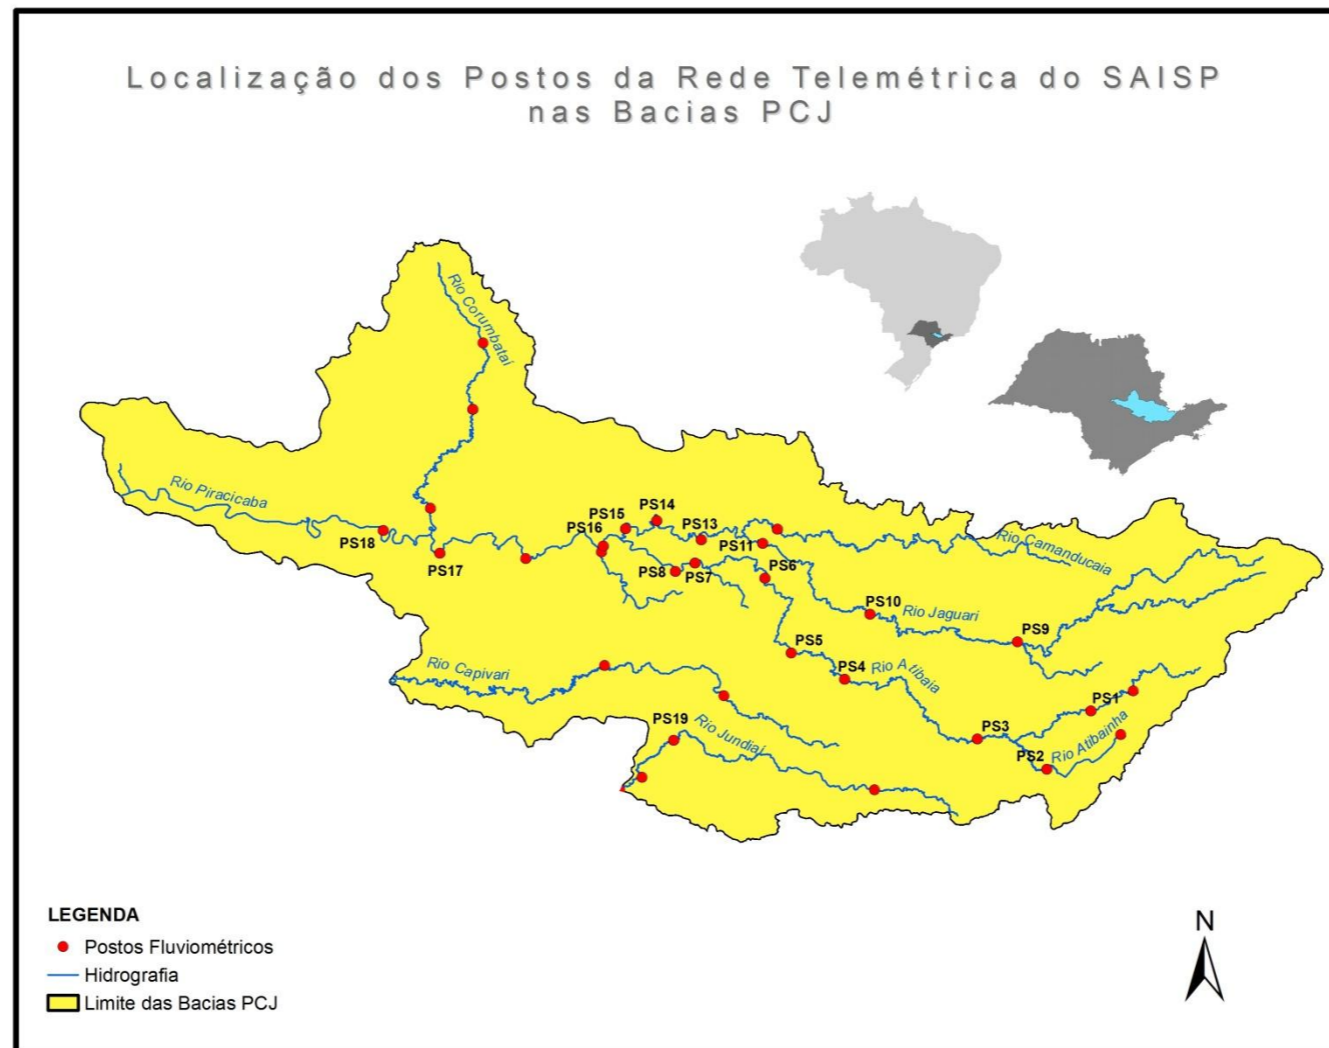 Localização dos Postos da Rede Telemétrica do SAISP
nas Bacias PCJ
Rio Corumbataí
Rio Piracicaba
PS18
PS17
PS16
PS15
PS14
PS13
PS11
Rio Camanducaia
PS8
PS7
PS6
PS10
Rio Jaguari
PS9
PS5
PS4
Rio Atibaia
Rio Capivari
PS19
Rio Jundiaí
PS3
PS1
PS2
Rio Atibainha
LEGENDA
Postos Fluviométricos
Hidrografia
Limite das Bacias PCJ
N